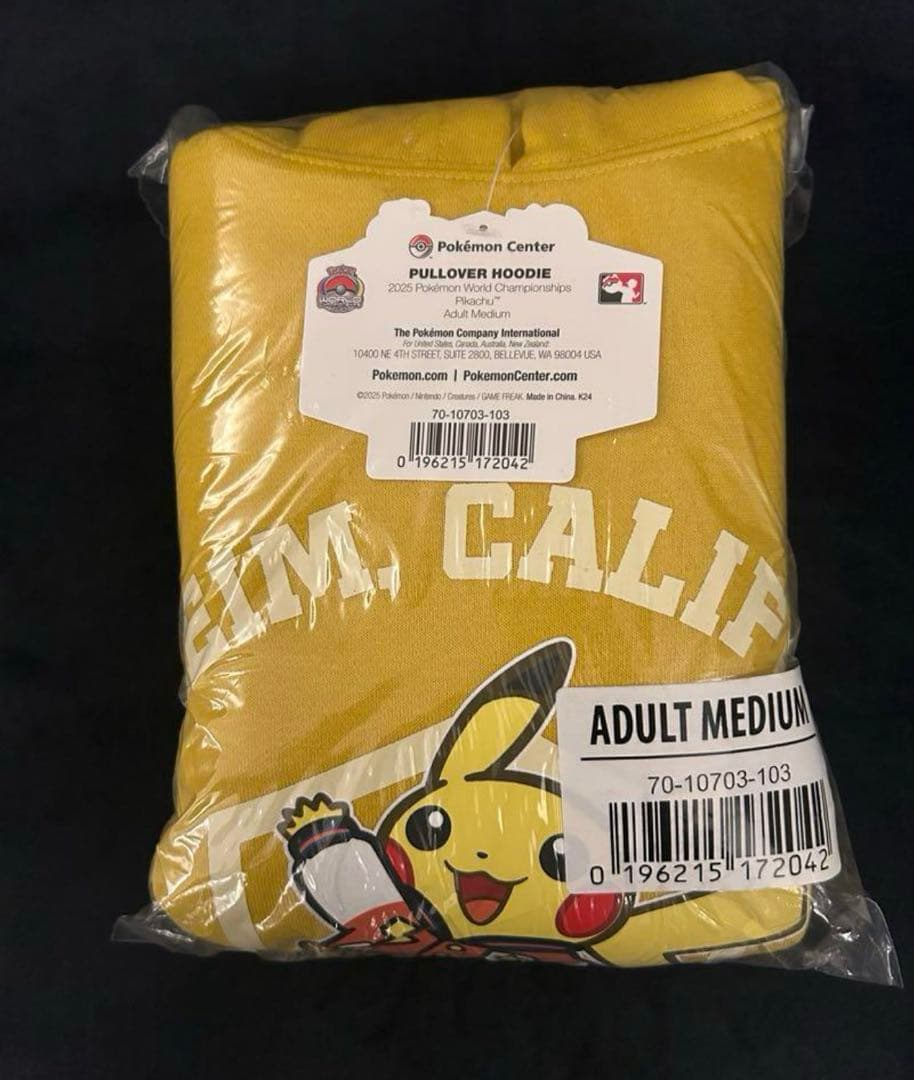 Pokémon Center
PULLOVER HOODIE
2025 Pokémon World Championships
Pikachu™
Adult Medium
WORLD
The Pokémon Company International
For United States, Canada, Australia, New Zealand:
10400 NE 4TH STREET, SUITE 2800, BELLEVUE, WA 98004 USA
Pokemon.com | PokemonCenter.com
©2025 Pokémon / Nintendo / Creatures / GAME FREAK. Made in China. K24
70-10703-103
0 196215 172042
EIM, CALIF
ADULT MEDIUM
70-10703-103
0 196215 172042